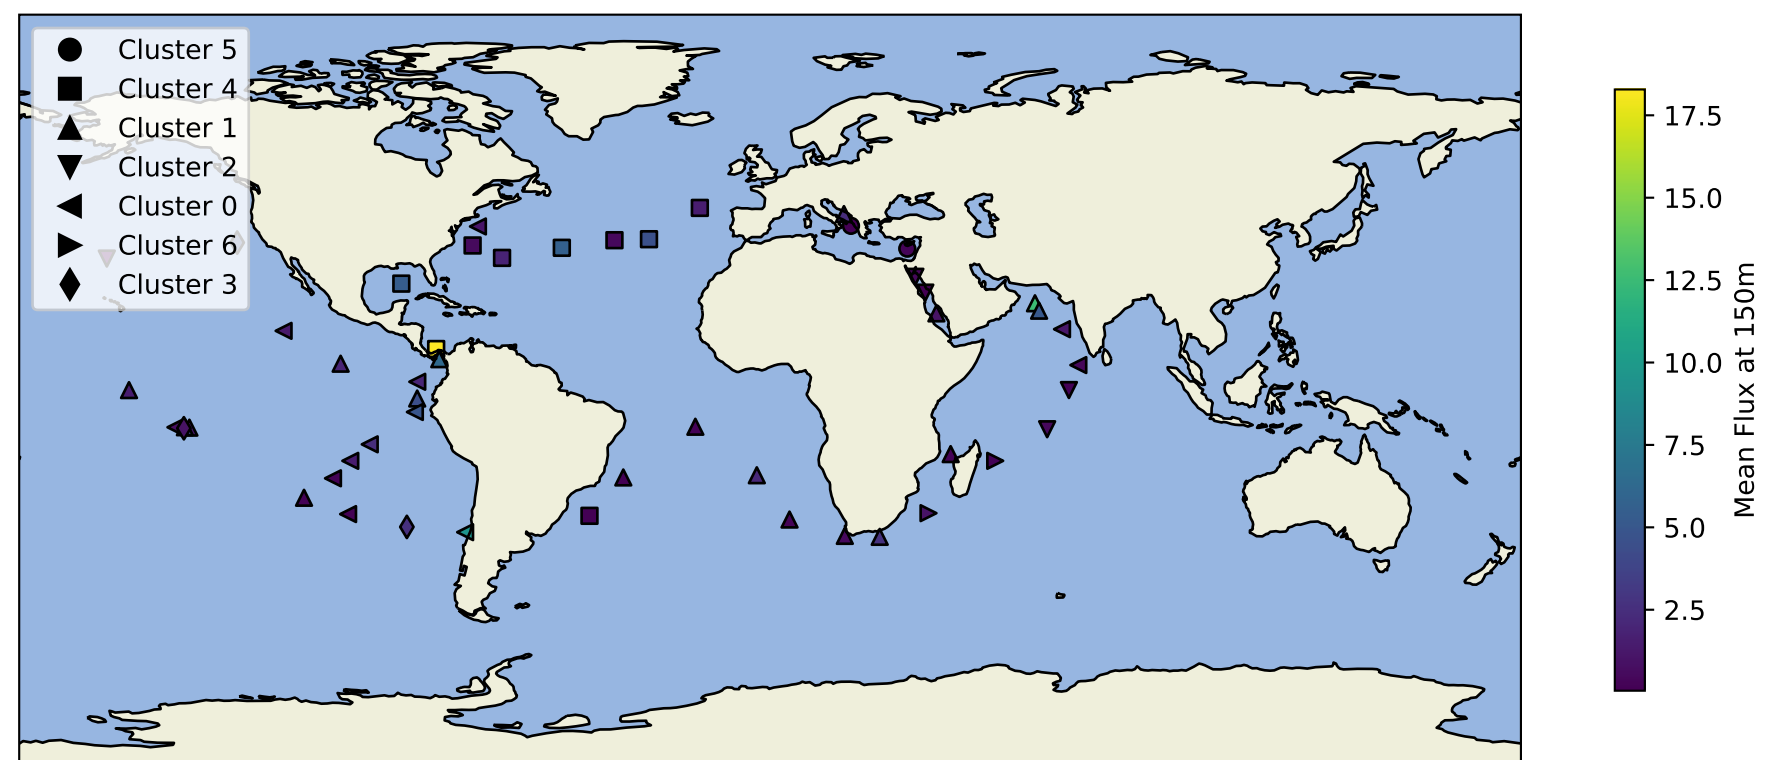 Cluster 5
Cluster 4
Cluster 1
Cluster 2
Cluster 0
Cluster 6
Cluster 3
17.5
15.0
12.5
10.0
7.5
5.0
2.5
Mean Flux at 150m